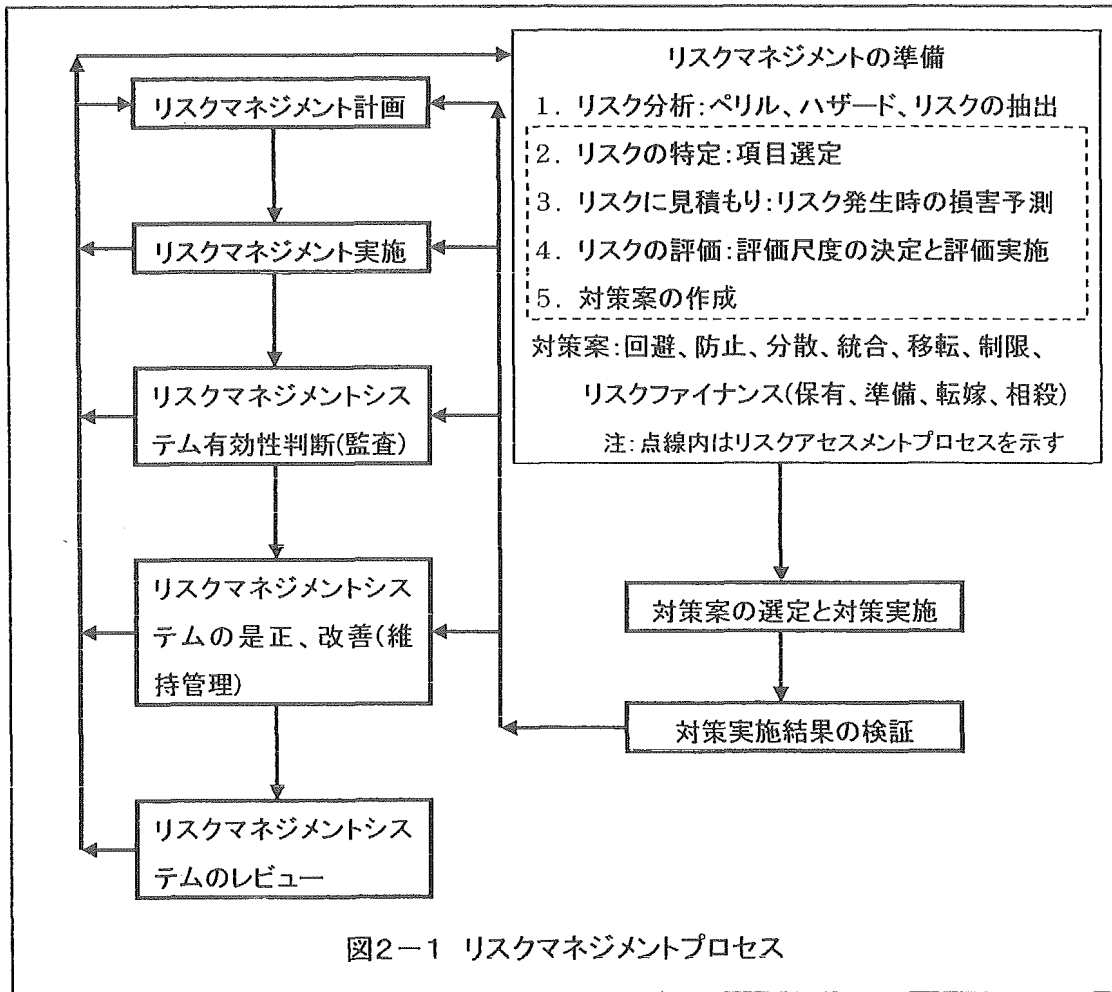 リスクマネジメント計画
リスクマネジメント実施
リスクマネジメントシス
テム有効性判断(監査)
リスクマネジメントシス
テムの是正、改善(維
持管理)
リスクマネジメントシス
テムのレビュー
リスクマネジメントの準備
1. リスク分析:ペリル、ハザード、リスクの抽出
2. リスクの特定:項目選定
3. リスクに見積もり:リスク発生時の損害予測
4. リスクの評価:評価尺度の決定と評価実施
5. 対策案の作成
対策案:回避、防止、分散、統合、移転、制限、
リスクファイナンス(保有、準備、転嫁、相殺)
注:点線内はリスクアセスメントプロセスを示す
対策案の選定と対策実施
対策実施結果の検証
図2-1 リスクマネジメントプロセス